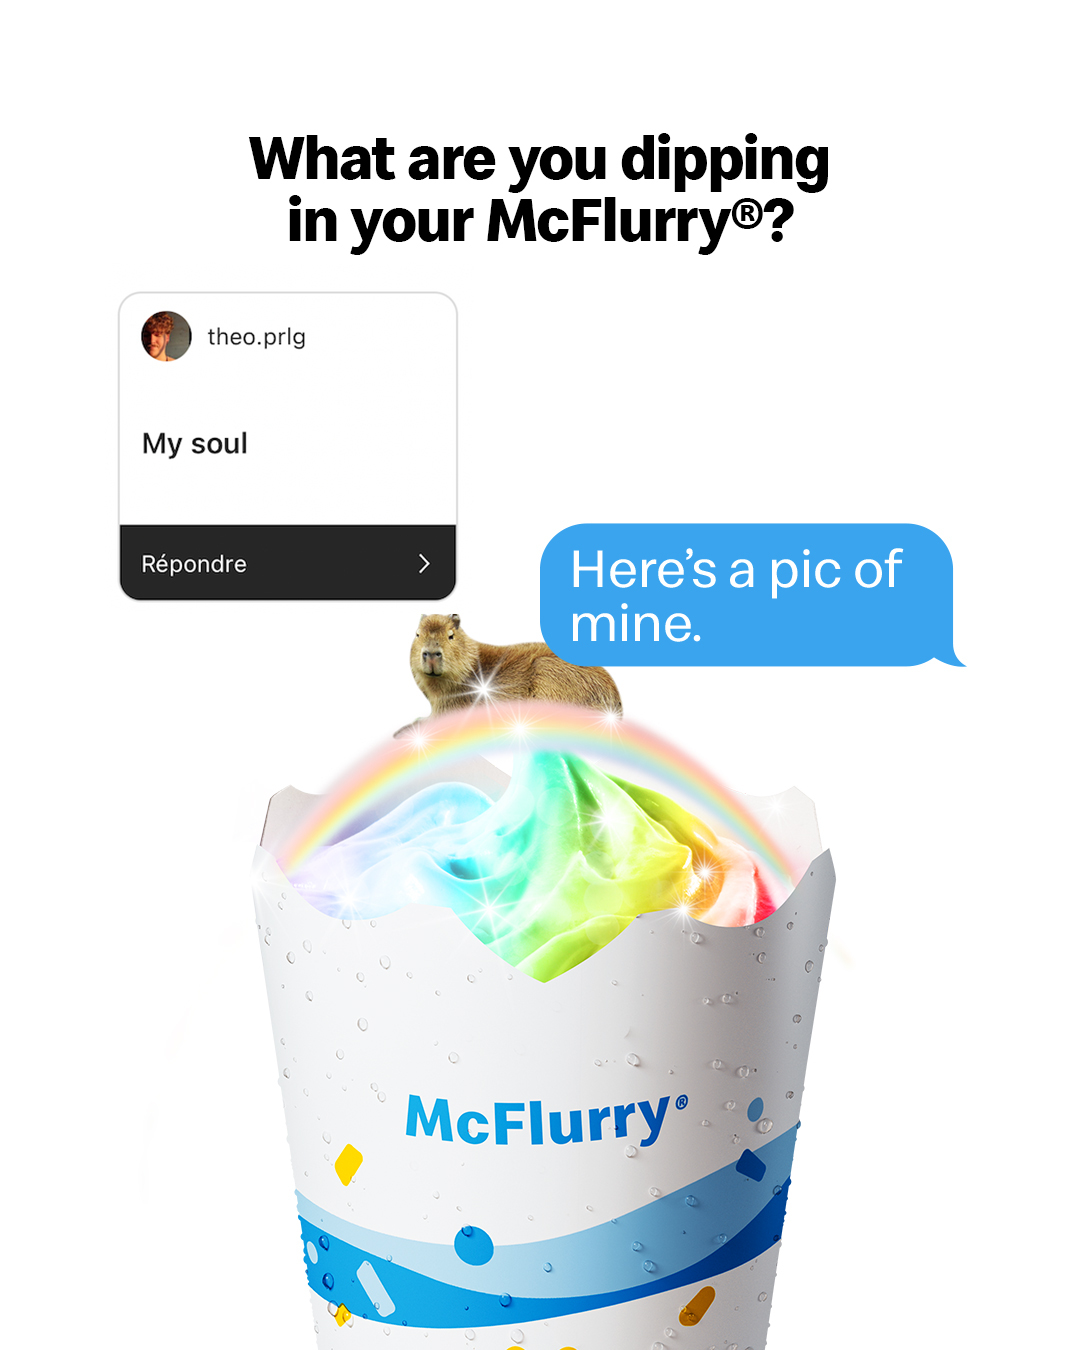 What are you dipping
in your McFlurry®?
theo.prlg
My soul
Répondre
Here’s a pic of
mine.
McFlurry®